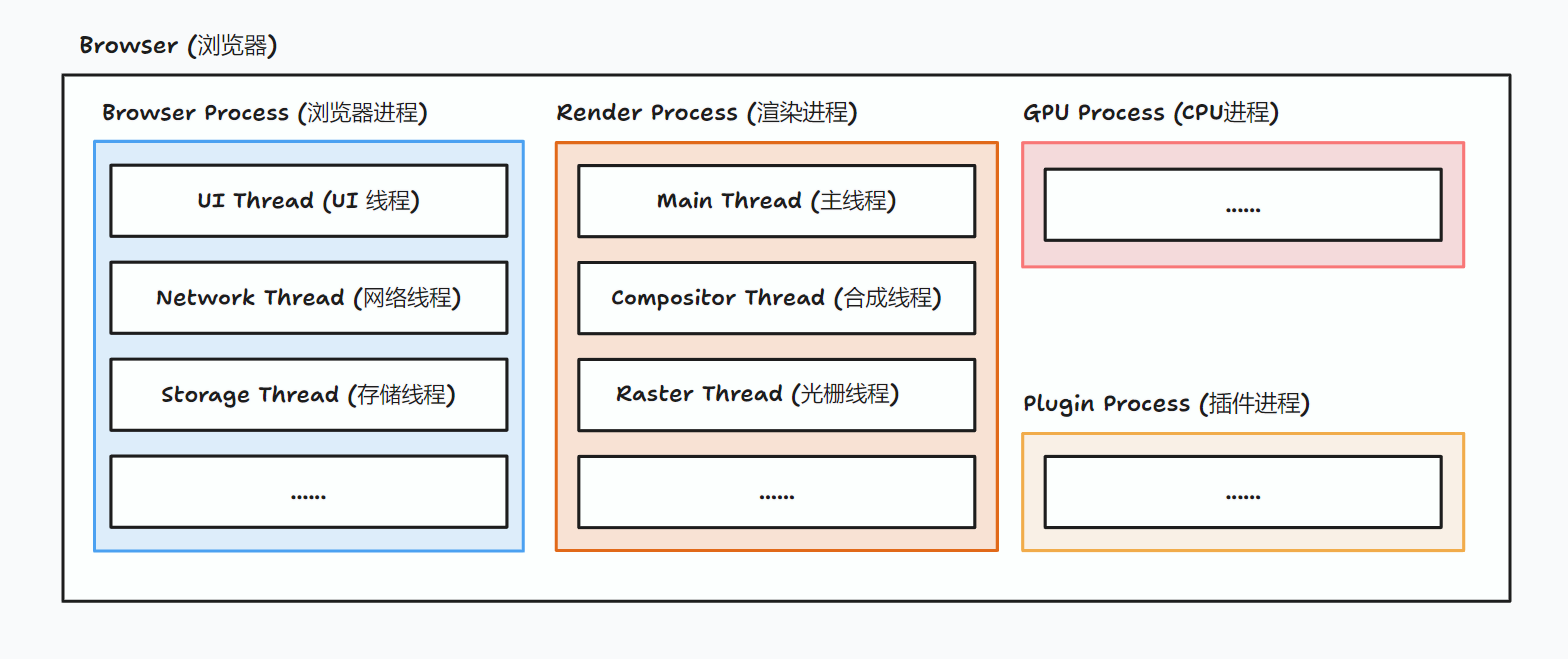 Browser (浏览器)
Browser Process (浏览器进程)
UI Thread (UI 线程)
Network Thread (网络线程)
Storage Thread (存储线程)
......
Render Process (渲染进程)
Main Thread (主线程)
Compositor Thread (合成线程)
Raster Thread (光栅线程)
......
GPU Process (CPU进程)
......
Plugin Process (插件进程)
......